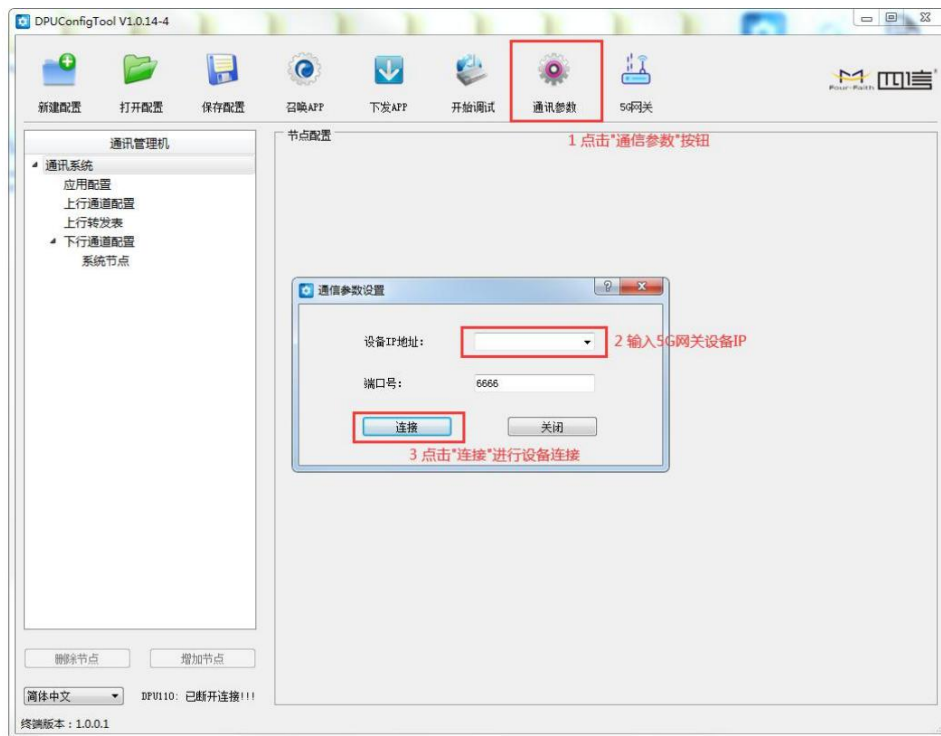 DPUConfigTool V1.0.14-4
新建配置 打开配置 保存配置 召唤APP 下发APP 开始调试 通讯参数 5G网关
Four-Faith 四信
通讯管理机
节点配置
1 点击"通信参数"按钮
通讯系统
应用配置
上行通道配置
上行转发表
下行通道配置
系统节点
通信参数设置
设备IP地址:
2 输入5G网关设备IP
端口号: 6666
连接 关闭
3 点击"连接"进行设备连接
删除节点 增加节点
简体中文 DPU110: 已断开连接!!!
终端版本：1.0.0.1